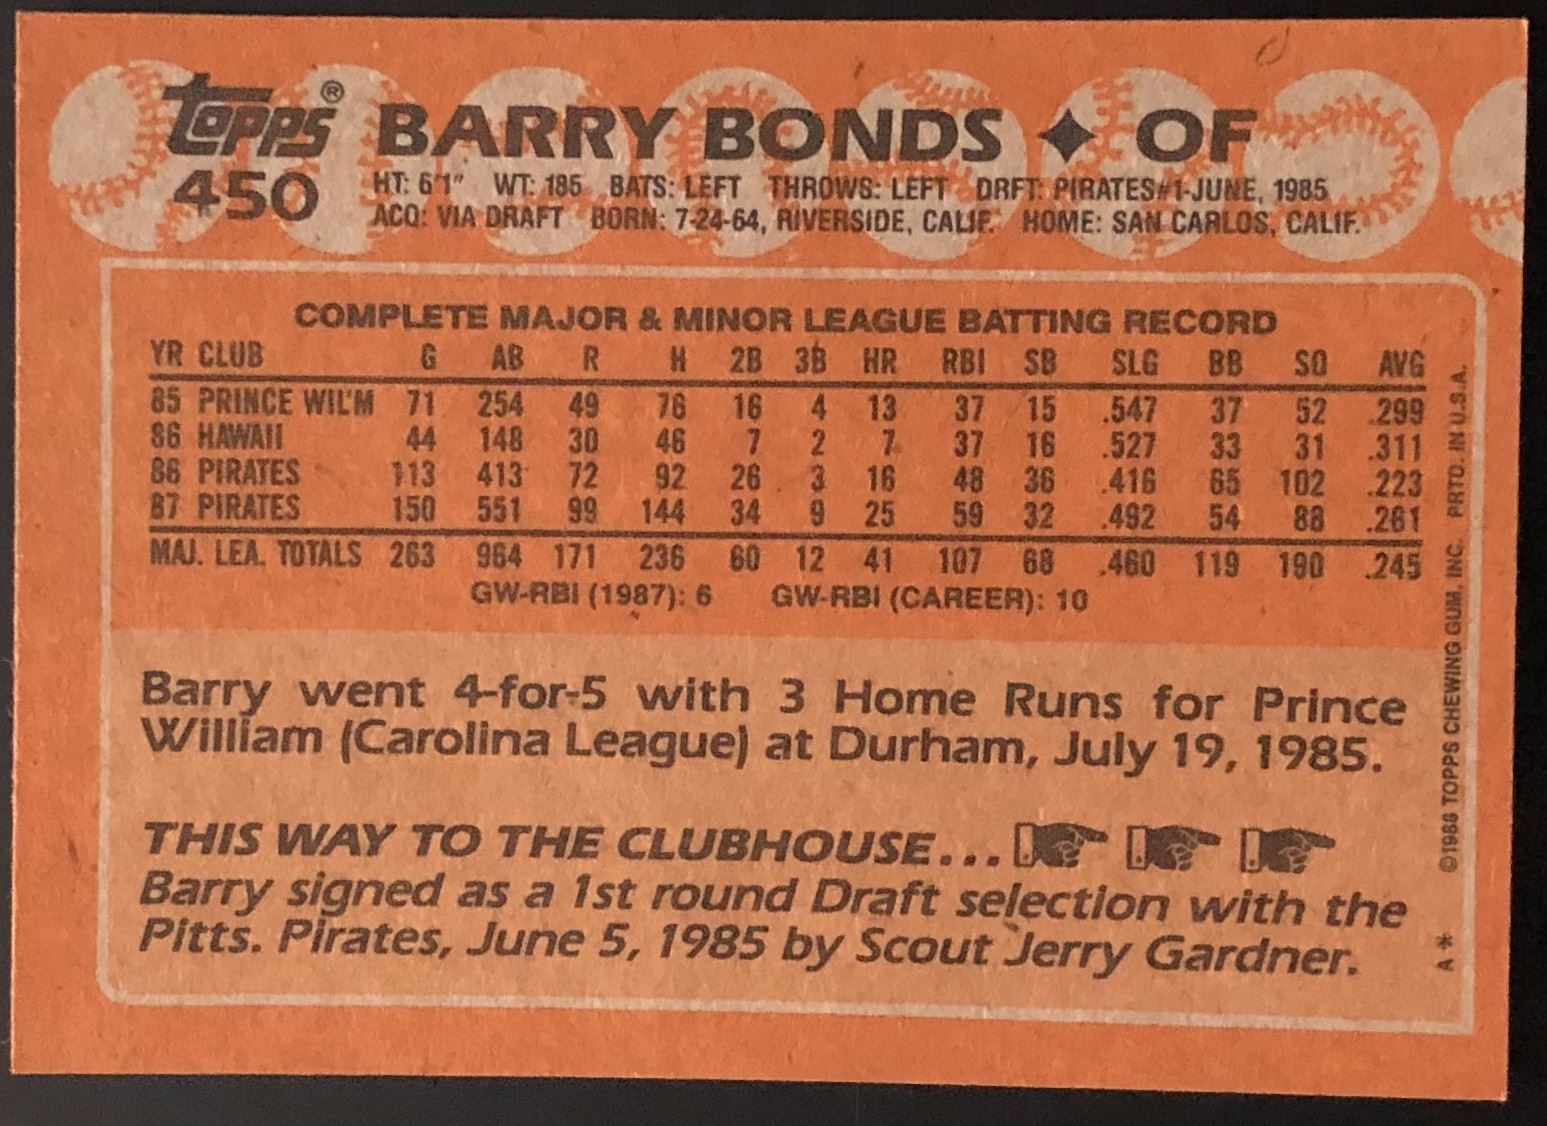 topps® BARRY BONDS ✦ OF
450 HT: 6'1" WT: 185 BATS: LEFT THROWS: LEFT DRFT: PIRATES#1-JUNE, 1985
ACQ: VIA DRAFT BORN: 7-24-64, RIVERSIDE, CALIF. HOME: SAN CARLOS, CALIF.
COMPLETE MAJOR & MINOR LEAGUE BATTING RECORD
YR CLUB G AB R H 2B 3B HR RBI SB SLG BB SO AVG
85 PRINCE WIL'M 71 254 49 76 16 4 13 37 15 .547 37 52 .299
86 HAWAII 44 148 30 46 7 2 7 37 16 .527 33 31 .311
86 PIRATES 113 413 72 92 26 3 16 48 36 .416 65 102 .223
87 PIRATES 150 551 99 144 34 9 25 59 32 .492 54 88 .261
MAJ. LEA. TOTALS 263 964 171 236 60 12 41 107 68 .460 119 190 .245
GW-RBI (1987): 6 GW-RBI (CAREER): 10
Barry went 4-for-5 with 3 Home Runs for Prince
William (Carolina League) at Durham, July 19, 1985.
THIS WAY TO THE CLUBHOUSE...
Barry signed as a 1st round Draft selection with the
Pitts. Pirates, June 5, 1985 by Scout Jerry Gardner.
A* ©1988 TOPPS CHEWING GUM, INC. PRTD. IN U.S.A.